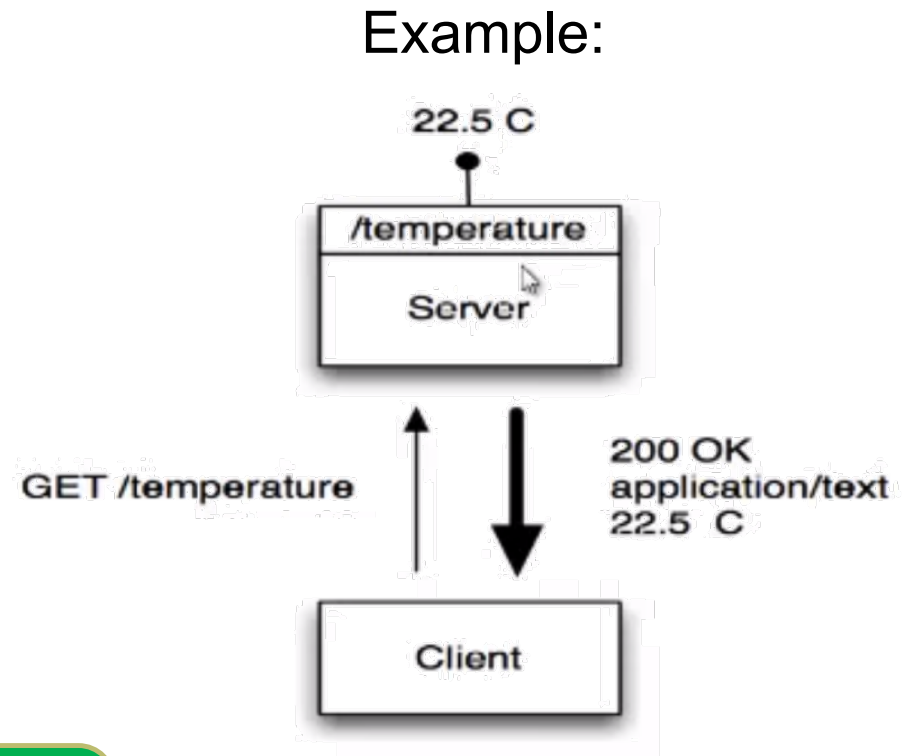 Example:
22.5 C
/temperature
Server
GET /temperature
200 OK
application/text
22.5 C
Client